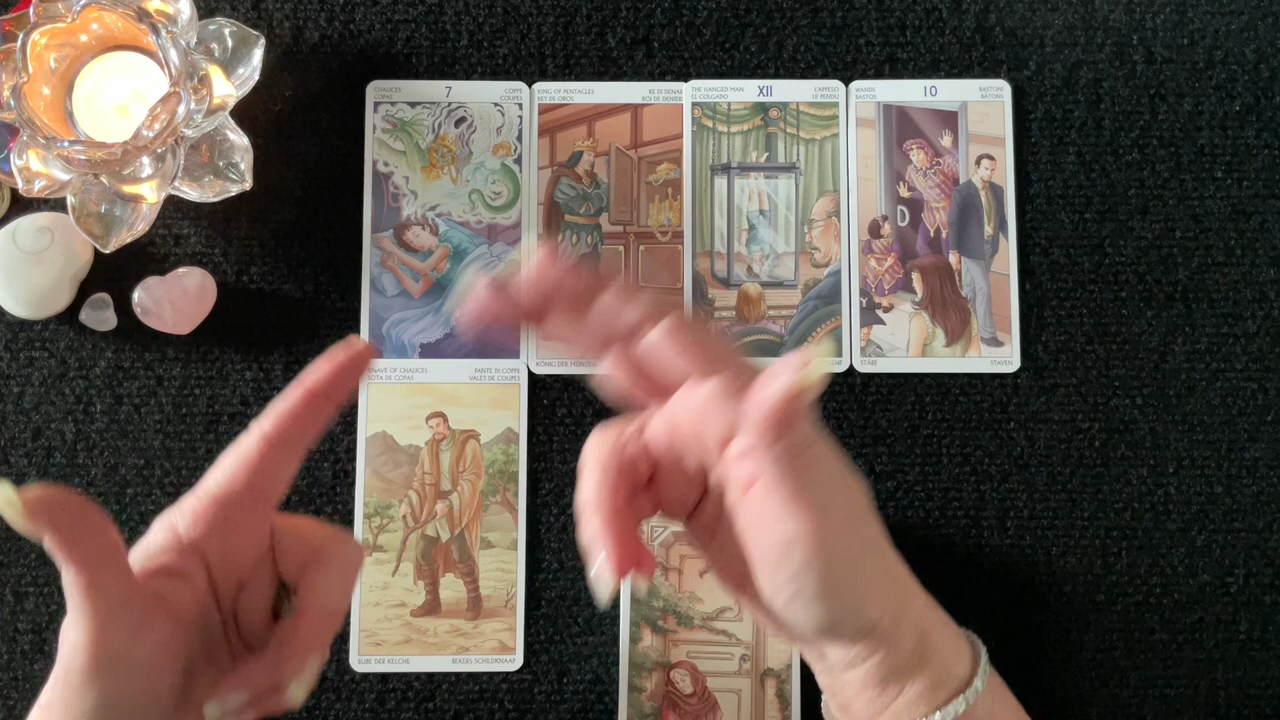 CHALICES
COPAS
7
COPPE
COUPES
KING OF PENTACLES
REY DE OROS
RE DI DENAR
ROI DE DENIERS
KÖNIG DER MÜNZEN
THE HANGED MAN
EL COLGADO
XII
L'APPESO
LE PENDU
WANDS
BASTOS
10
BASTONI
BÂTONS
D
Y
STÄBE
STAVEN
KNAVE OF CHALICES
SOTA DE COPAS
FANTE DI COPPE
VALET DE COUPES
BUBE DER KELCHE
BEKERS SCHILDKNAAP